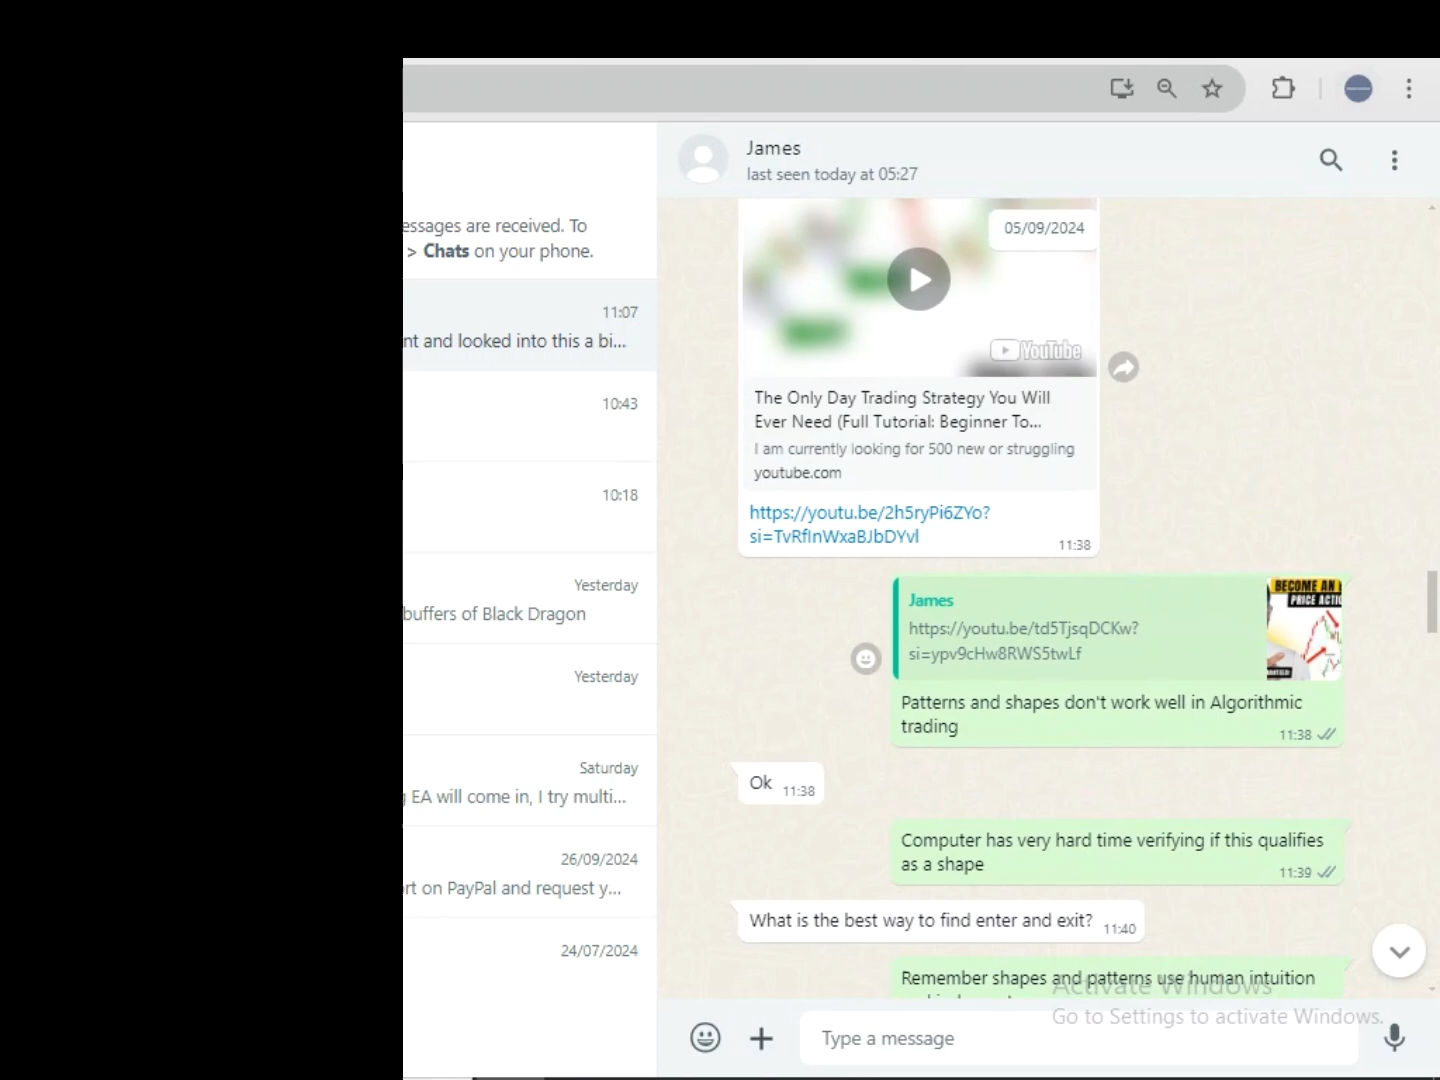 James
last seen today at 05:27
essages are received. To
> Chats on your phone.
11:07
nt and looked into this a bi...
10:43
10:18
Yesterday
buffers of Black Dragon
Yesterday
Saturday
EA will come in, I try multi...
26/09/2024
rt on PayPal and request y...
24/07/2024
05/09/2024
YouTube
The Only Day Trading Strategy You Will
Ever Need (Full Tutorial: Beginner To...
I am currently looking for 500 new or struggling
youtube.com
https://youtu.be/2h5ryPi6ZYo?
si=TvRfInWxaBJbDYvl
11:38
James
https://youtu.be/td5TjsqDCKw?
si=ypv9cHw8RWS5twLf
BECOME AN
PRICE ACTI
Patterns and shapes don't work well in Algorithmic
trading
11:38
Ok 11:38
Computer has very hard time verifying if this qualifies
as a shape
11:39
What is the best way to find enter and exit? 11:40
Remember shapes and patterns use human intuition
Activate Windows
Go to Settings to activate Windows.
Type a message